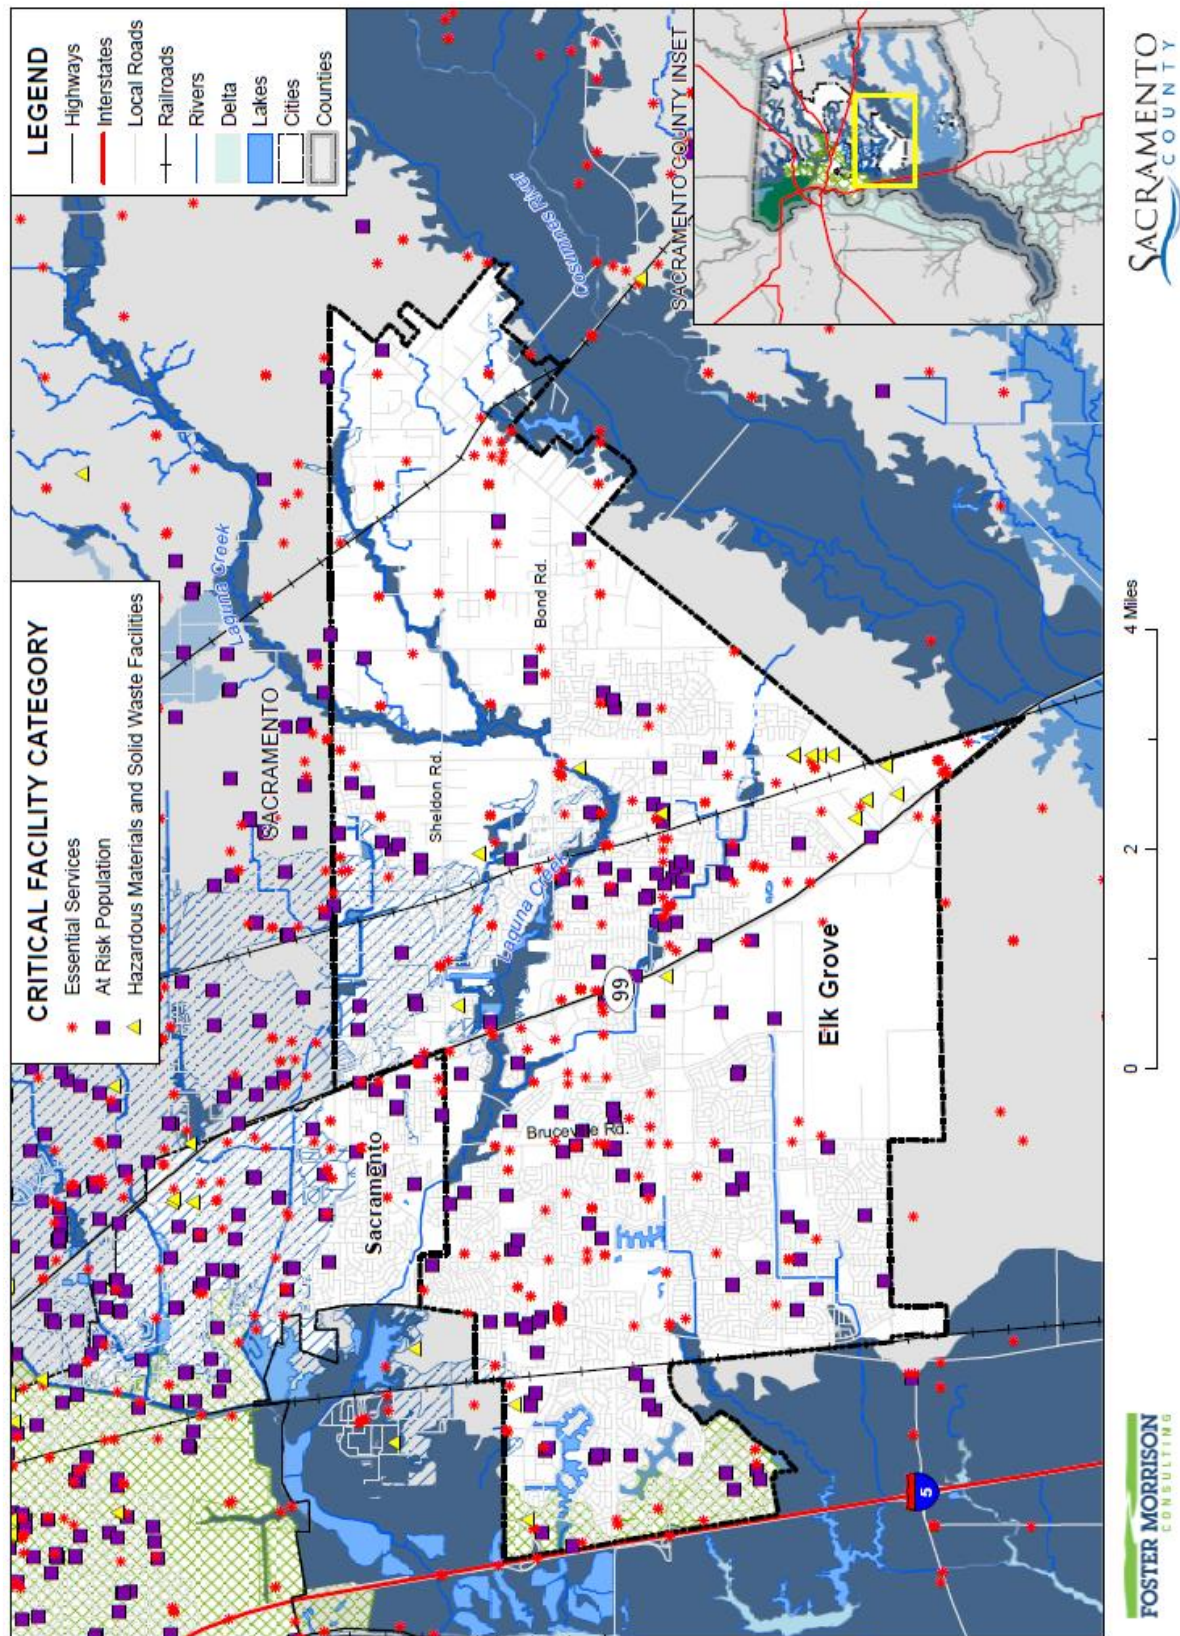 CRITICAL FACILITY CATEGORY
Essential Services
At Risk Population
Hazardous Materials and Solid Waste Facilities
LEGEND
Highways
Interstates
Local Roads
Railroads
Rivers
Delta
Lakes
Cities
Counties
SACRAMENTO
Laguna Creek
Cosumnes River
Sacramento
Sheldon Rd.
Bond Rd.
Laguna Creek
Bruceville Rd.
99
Elk Grove
5
SACRAMENTO COUNTY INSET
0
2
4 Miles
FOSTER MORRISON
CONSULTING
SACRAMENTO
COUNTY